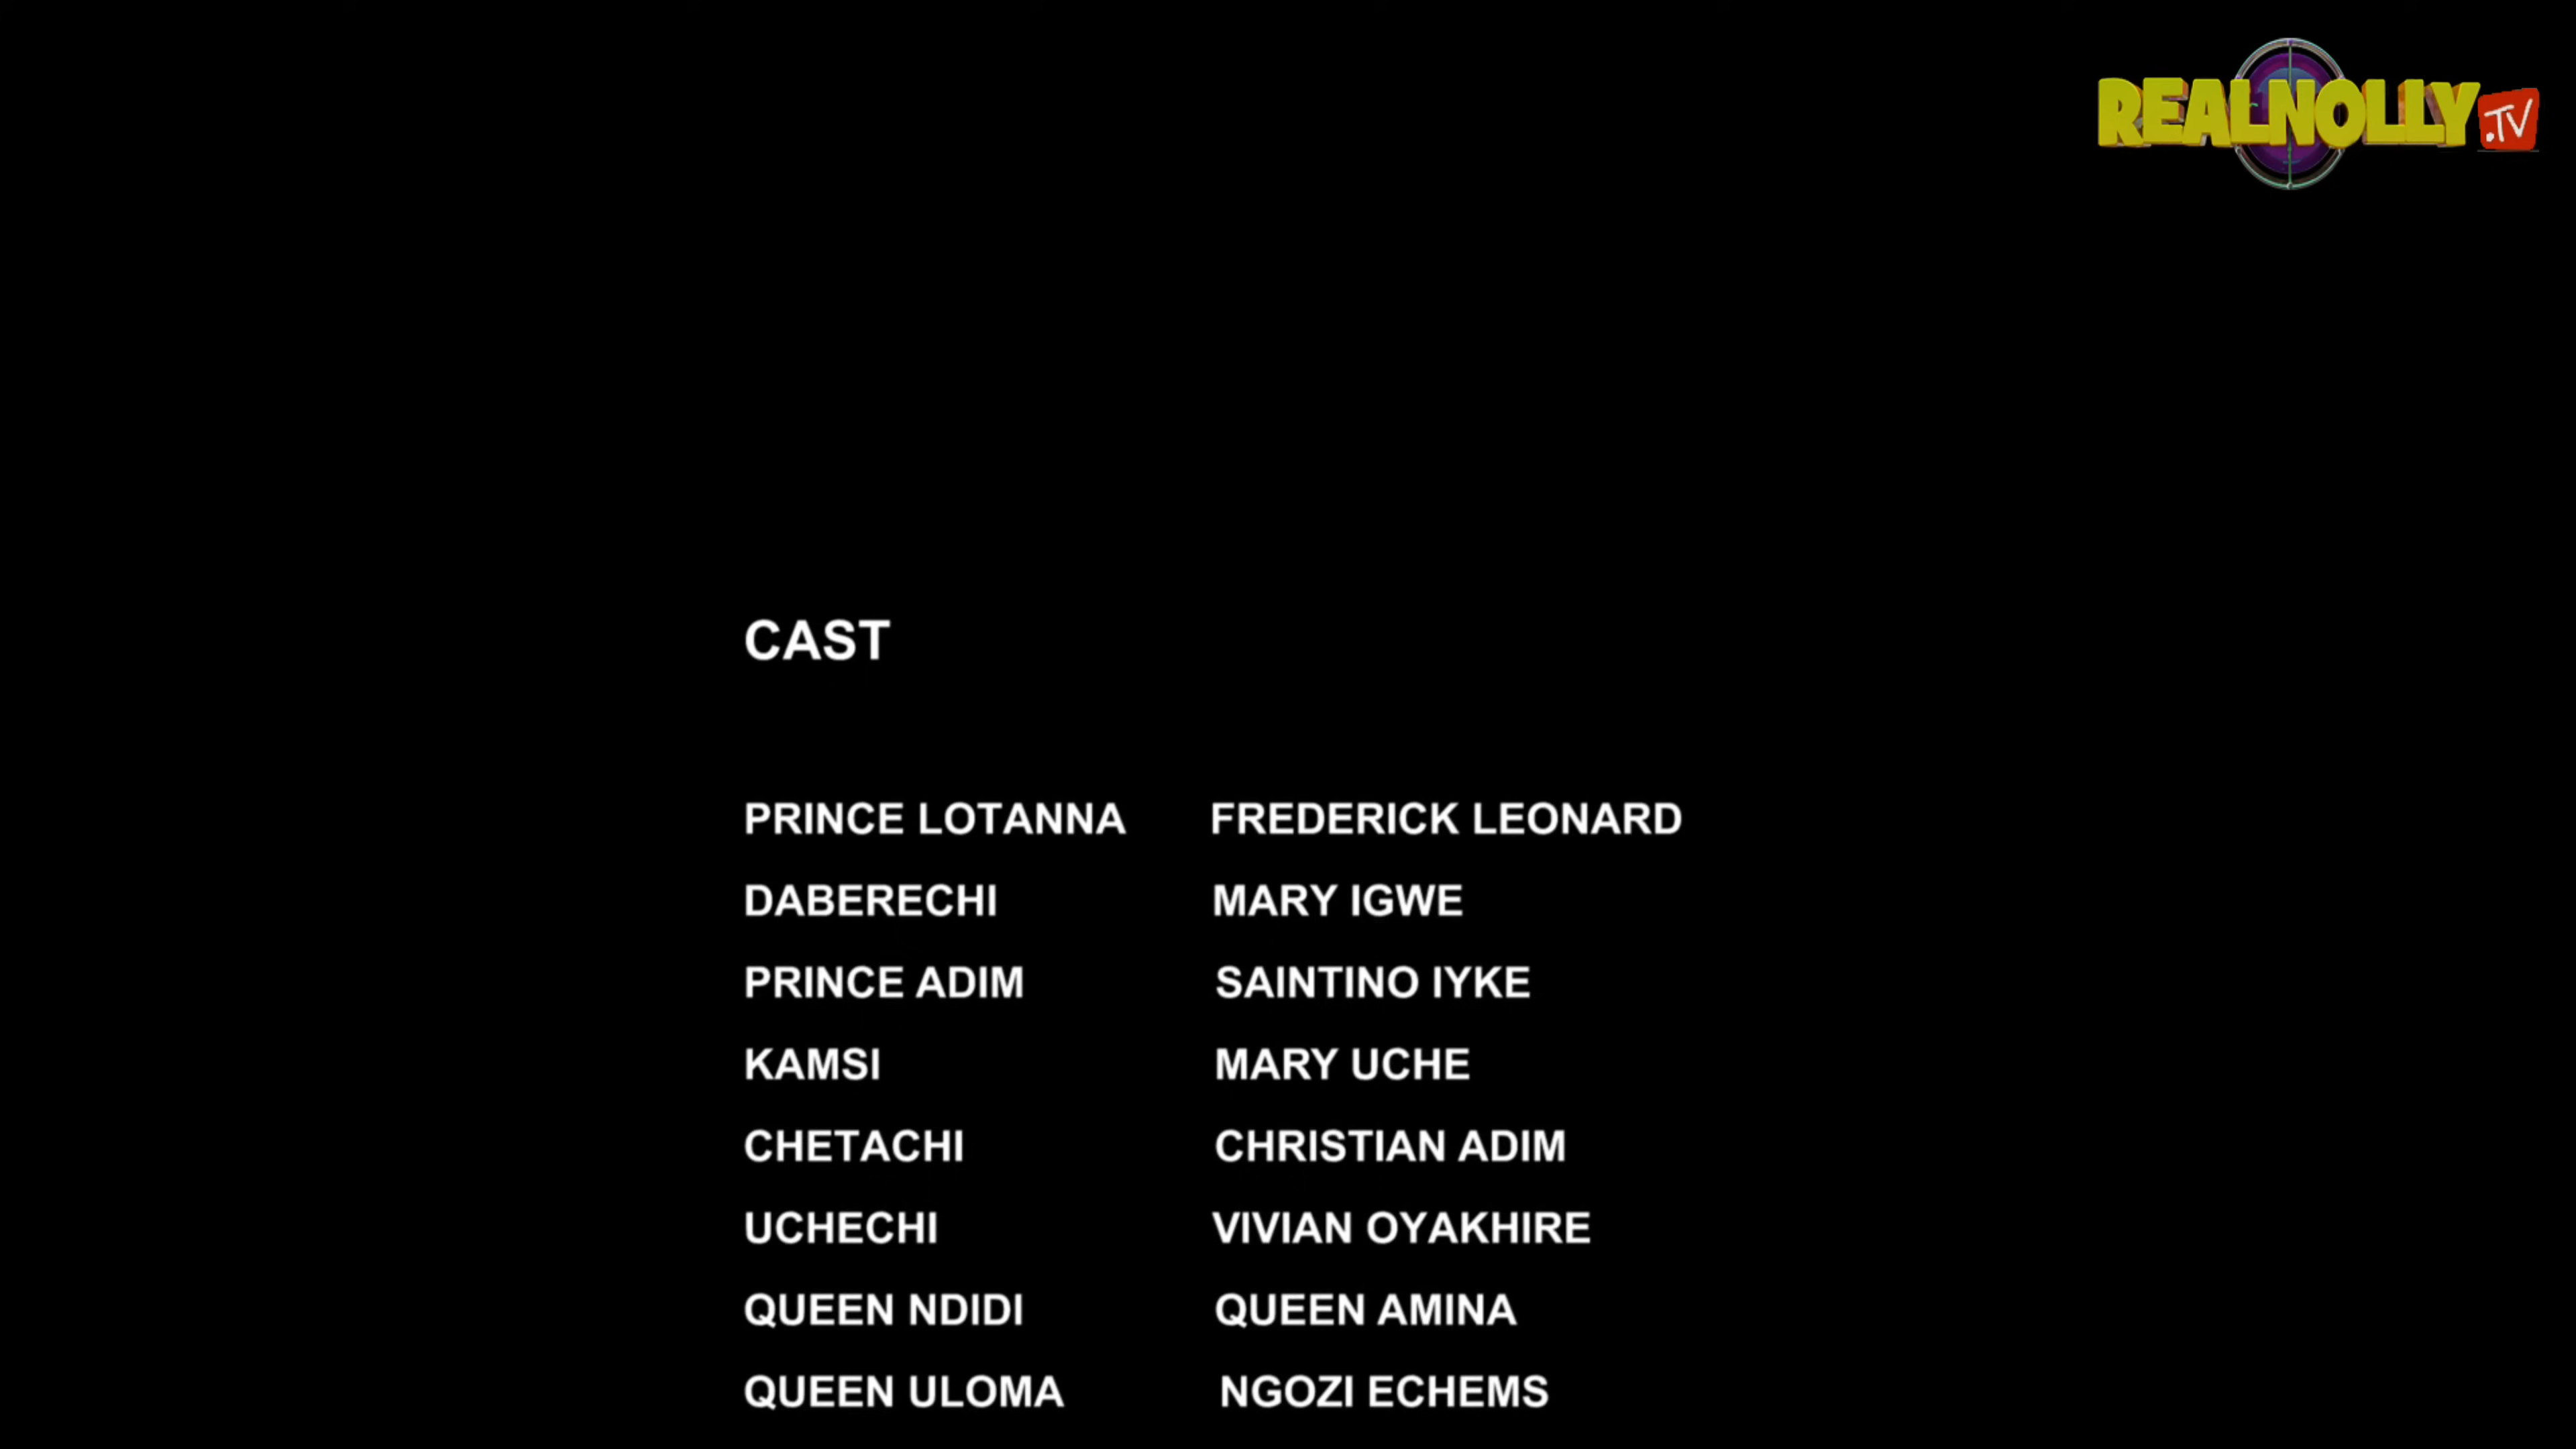 REALNOLLY.TV
CAST
PRINCE LOTANNA FREDERICK LEONARD
DABERECHI MARY IGWE
PRINCE ADIM SAINTINO IYKE
KAMSI MARY UCHE
CHETACHI CHRISTIAN ADIM
UCHECHI VIVIAN OYAKHIRE
QUEEN NDIDI QUEEN AMINA
QUEEN ULOMA NGOZI ECHEMS